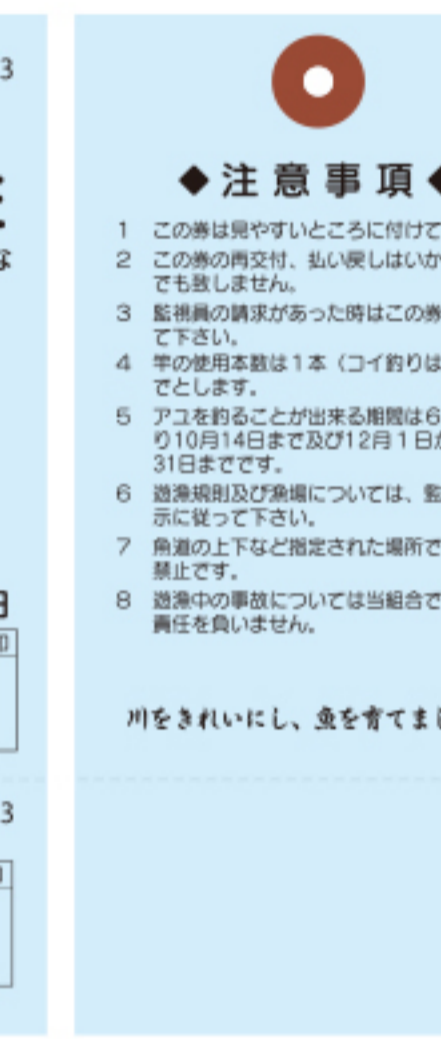 3
な
日
印
3
◆注意事項◆
1 この券は見やすいところに付けて
2 この券の再交付、払い戻しはいか
でも致しません。
3 監視員の請求があった時はこの券
て下さい。
4 竿の使用本数は1本（コイ釣りは
でとします。
5 アユを釣ることが出来る期間は6
り10月14日まで及び12月1日か
31日までです。
6 遊漁規則及び漁場については、監
示に従って下さい。
7 魚道の上下など指定された場所で
禁止です。
8 遊漁中の事故については当組合で
責任を負いません。
川をきれいにし、魚を育てまし